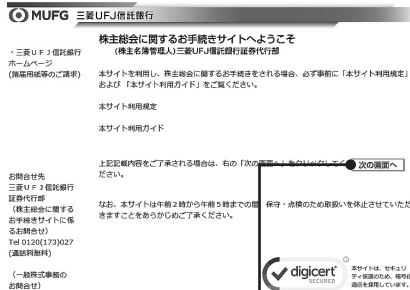 MUFG 三菱UFJ信託銀行
株主総会に関するお手続きサイトへようこそ
(株主名簿管理人)三菱UFJ信託銀行証券代行部
・三菱ＵＦＪ信託銀行
ホームページ
(諸届用紙等のご請求)
本サイトを利用し、株主総会に関するお手続きをされる場合、必ず事前に「本サイト利用規定」
および 「本サイト利用ガイド」をご覧ください。
本サイト利用規定
本サイト利用ガイド
上記記載内容をご了承される場合は、右の「次の画面へ」をクリックしてく
ださい。
次の画面へ
なお、本サイトは午前２時から午前５時までの間、保守・点検のため取扱いを休止させていただ
きますことをあらかじめご了承ください。
お問合せ先
三菱ＵＦＪ信託銀行
証券代行部
(株主総会に関する
お手続きサイトに係
るお問合せ)
Tel 0120(173)027
(通話料無料)
(一般株式事務の
お問合せ)
digicert
SECURED
本サイトは、セキュリ
ティ保護のため、暗号化
通信を採用しています。